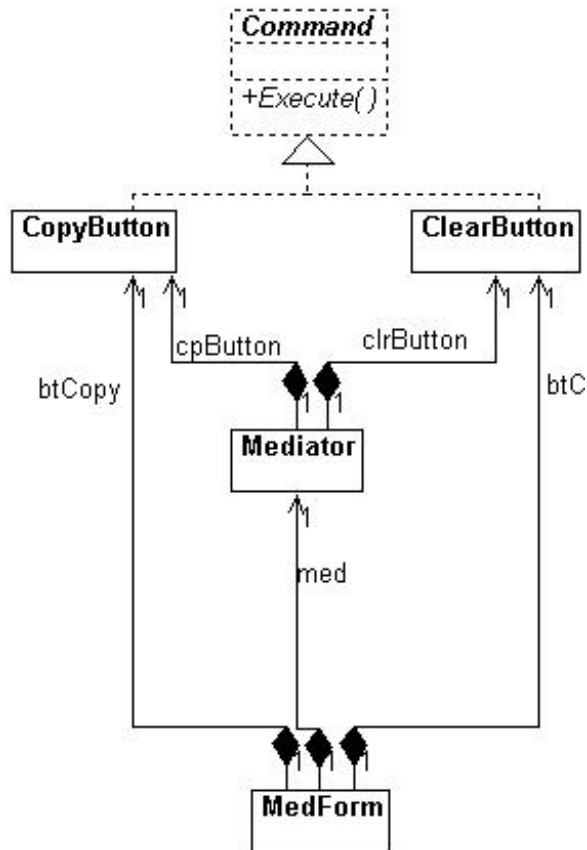 Command
+Execute( )
CopyButton
ClearButton
1
1
1
1
cpButton
clrButton
btCopy
btC
1
1
Mediator
1
med
1
1
1
MedForm